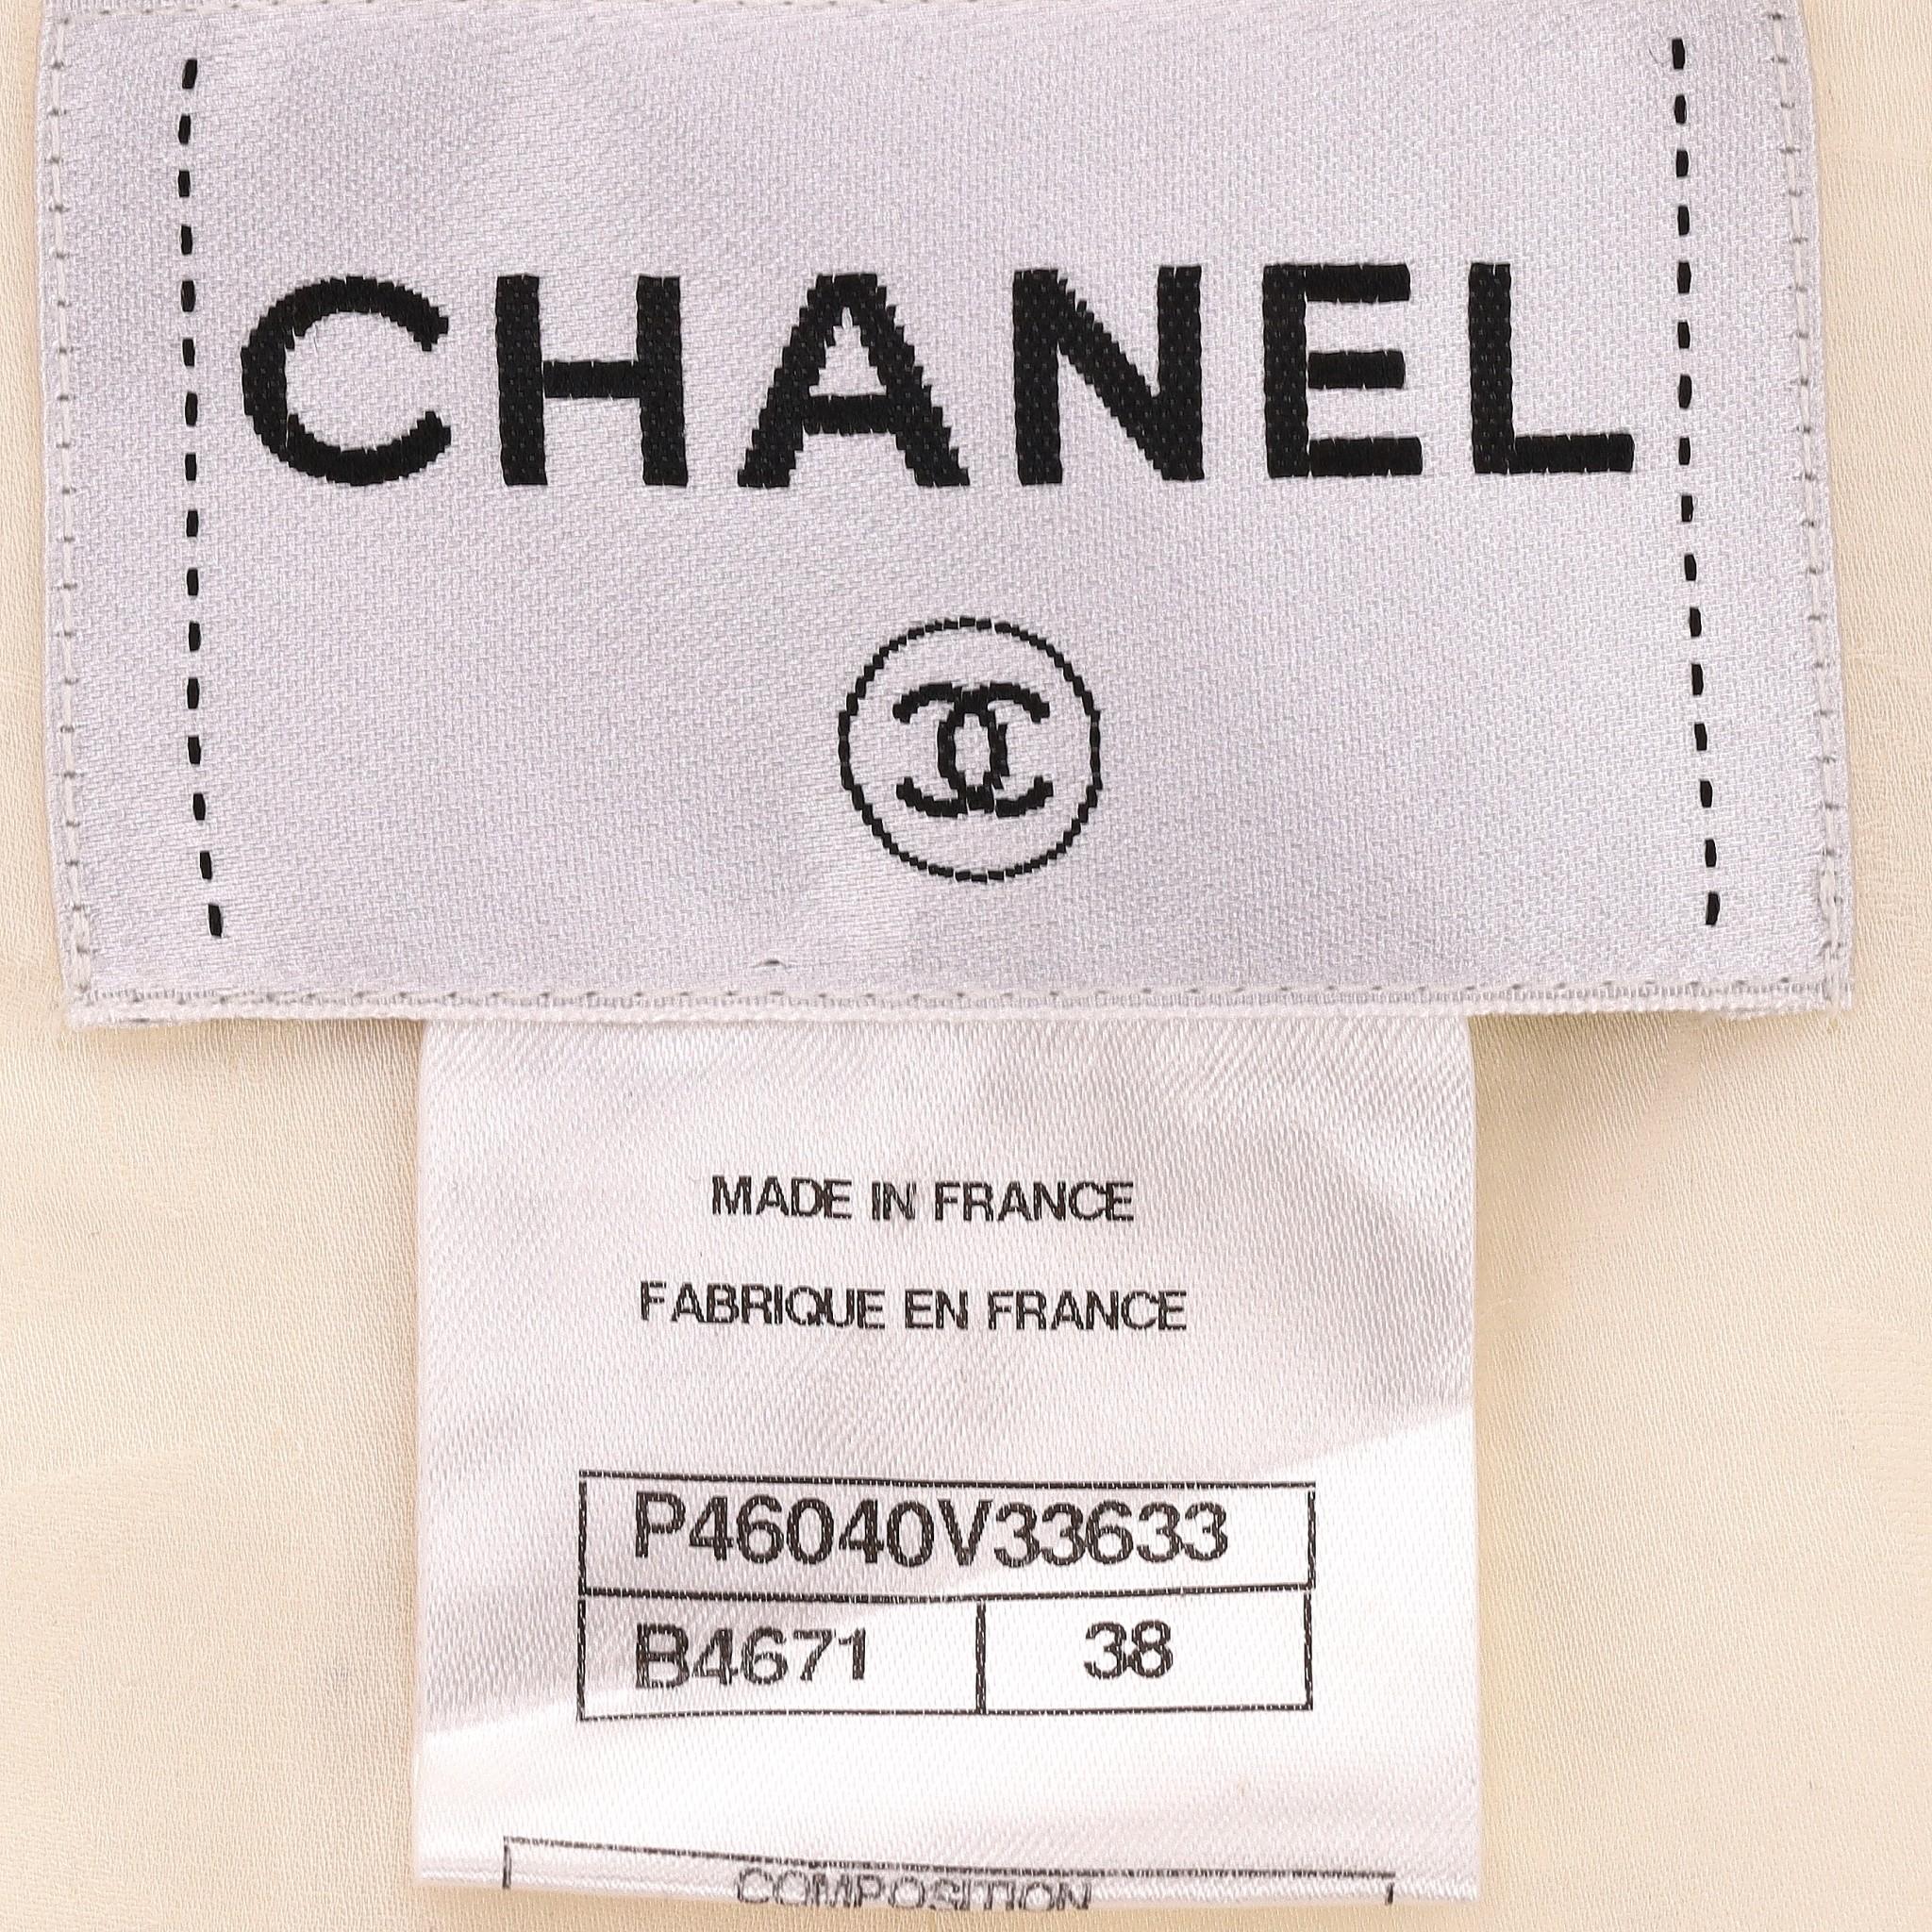 CHANEL
MADE IN FRANCE
FABRIQUE EN FRANCE
P46040V33633
B4671 38
COMPOSITION